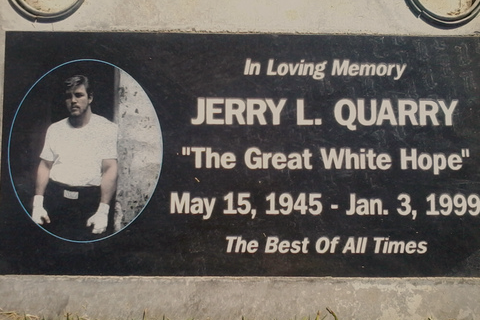 In Loving Memory
JERRY L. QUARRY
"The Great White Hope"
May 15, 1945 - Jan. 3, 1999
The Best Of All Times